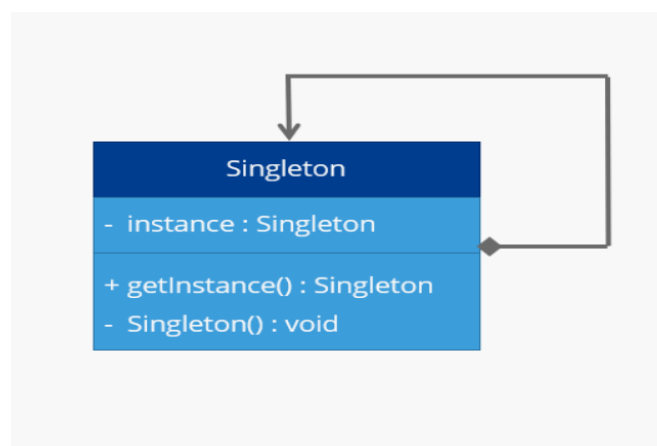 Singleton
- instance : Singleton
+ getInstance() : Singleton
- Singleton() : void